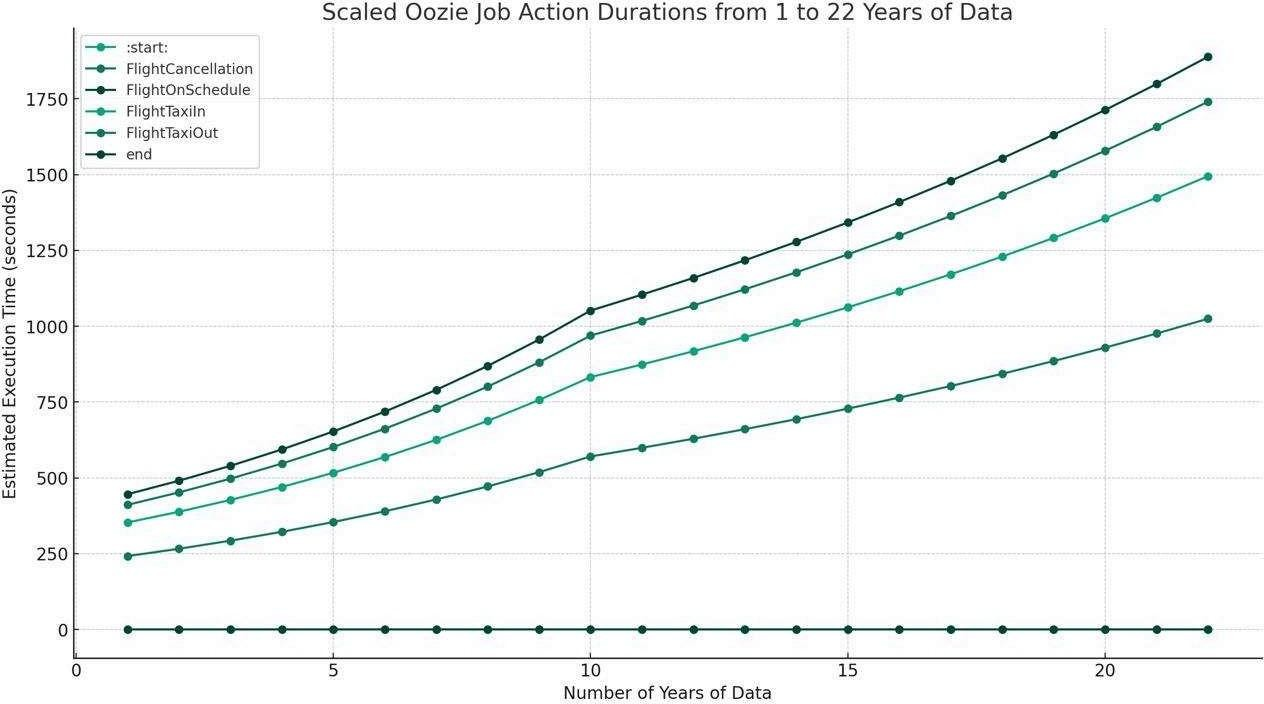 Scaled Oozie Job Action Durations from 1 to 22 Years of Data
:start:
FlightCancellation
FlightOnSchedule
FlightTaxiIn
FlightTaxiOut
end
Estimated Execution Time (seconds)
1750
1500
1250
1000
750
500
250
0
0 5 10 15 20
Number of Years of Data